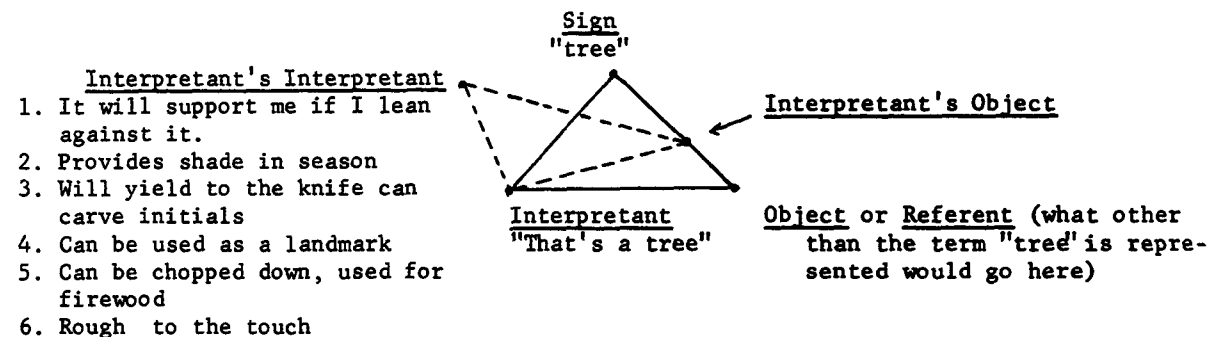 Sign
"tree"
Interpretant's Interpretant
1. It will support me if I lean
against it.
2. Provides shade in season
3. Will yield to the knife can
carve initials
4. Can be used as a landmark
5. Can be chopped down, used for
firewood
6. Rough to the touch
Interpretant's Object
Interpretant
"That's a tree"
Object or Referent (what other
than the term "tree" is repre-
sented would go here)